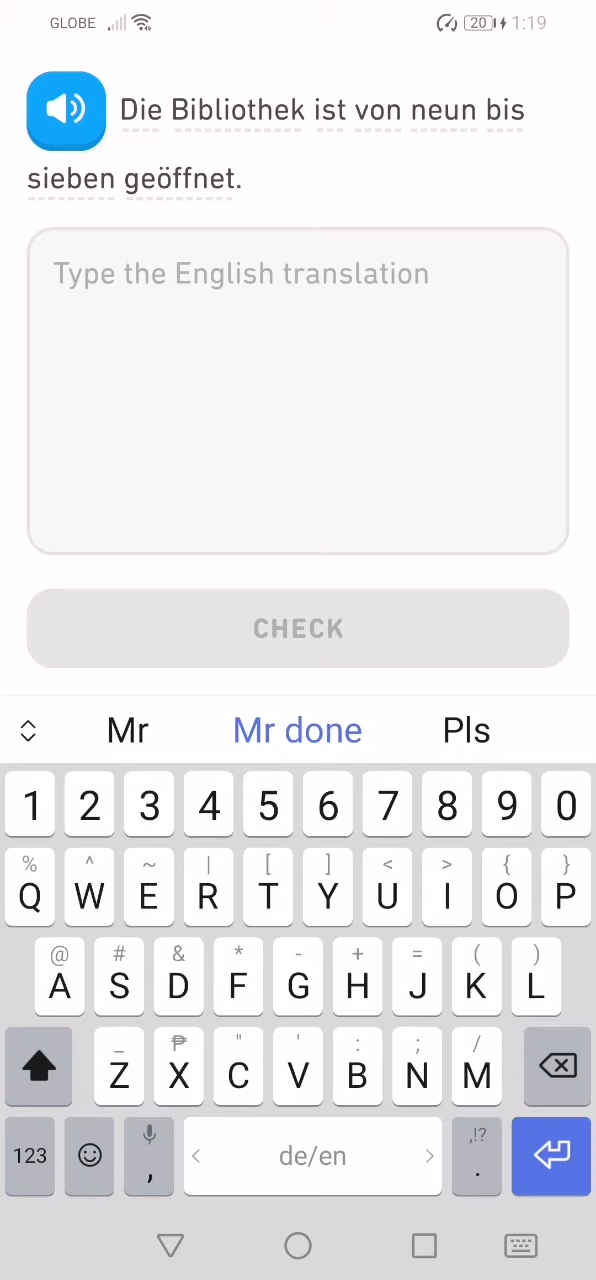 GLOBE 20 1:19
Die Bibliothek ist von neun bis
sieben geöffnet.
Type the English translation
CHECK
Mr Mr done Pls
1 2 3 4 5 6 7 8 9 0
% ^ ~ | [ ] < > { }
Q W E R T Y U I O P
@ # & * - + = ( )
A S D F G H J K L
_ ₱ " ' : ; /
Z X C V B N M
,!?
123 , < de/en > .